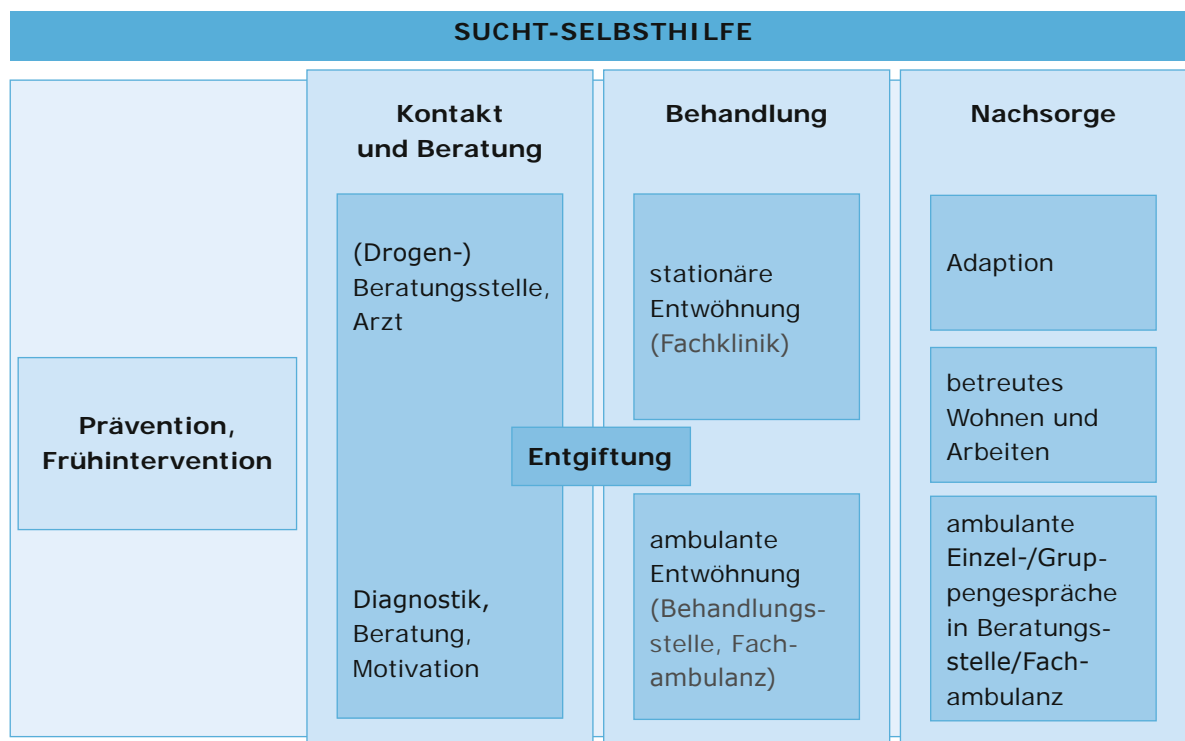 SUCHT-SELBSTHILFE
Prävention,
Frühintervention
Kontakt
und Beratung
(Drogen-)
Beratungsstelle,
Arzt
Diagnostik,
Beratung,
Motivation
Entgiftung
Behandlung
stationäre
Entwöhnung
(Fachklinik)
ambulante
Entwöhnung
(Behandlungs-
stelle, Fach-
ambulanz)
Nachsorge
Adaption
betreutes
Wohnen und
Arbeiten
ambulante
Einzel-/Grup-
pengespräche
in Beratungs-
stelle/Fach-
ambulanz